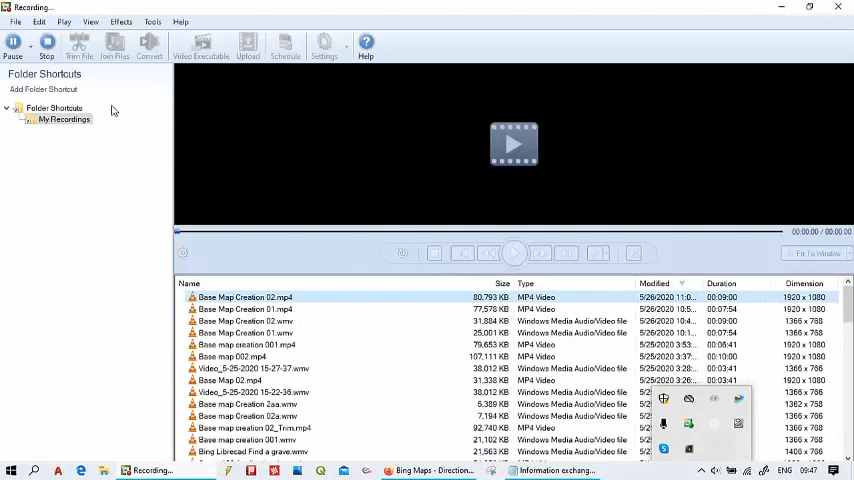 Recording...
File Edit Play View Effects Tools Help
Pause Stop Trim File Join Files Convert Video Executable Upload Schedule Settings Help
Folder Shortcuts
Add Folder Shortcut
Folder Shortcuts
My Recordings
00:00:00 / 00:00:00
Fit To Window
Name Size Type Modified Duration Dimension
Base Map Creation 02.mp4 80,793 KB MP4 Video 5/26/2020 11:0... 00:09:00 1920 x 1080
Base Map Creation 01.mp4 77,578 KB MP4 Video 5/26/2020 10:5... 00:07:54 1920 x 1080
Base Map Creation 02.wmv 31,884 KB Windows Media Audio/Video file 5/26/2020 10:4... 00:09:00 1366 x 768
Base Map Creation 01.wmv 25,001 KB Windows Media Audio/Video file 5/26/2020 10:1... 00:07:54 1366 x 768
Base map creation 001.mp4 79,653 KB MP4 Video 5/25/2020 3:53:... 00:06:41 1920 x 1080
Base map 002.mp4 107,111 KB MP4 Video 5/25/2020 3:37:... 00:10:00 1920 x 1080
Video_5-25-2020 15-27-37.wmv 38,012 KB Windows Media Audio/Video file 5/25/2020 3:28:... 00:03:41 1366 x 766
Base Map 02.mp4 31,338 KB MP4 Video 5/25/2020 3:26:... 00:03:41 1920 x 1080
Video_5-25-2020 15-22-36.wmv 38,012 KB Windows Media Audio/Video file 1366 x 766
Base map Creation 2aa.wmv 5,389 KB Windows Media Audio/Video file 1362 x 758
Base map Creation 02a.wmv 7,194 KB Windows Media Audio/Video file 1366 x 768
Base map creation 02_Trim.mp4 92,740 KB MP4 Video 1920 x 1080
Base map creation 001.wmv 21,102 KB Windows Media Audio/Video file 1366 x 768
Bing Librecad Find a grave.wmv 51,563 KB Windows Media Audio/Video file 1406 x 838
Recording... Bing Maps - Direction... Information exchang... ENG 09:47